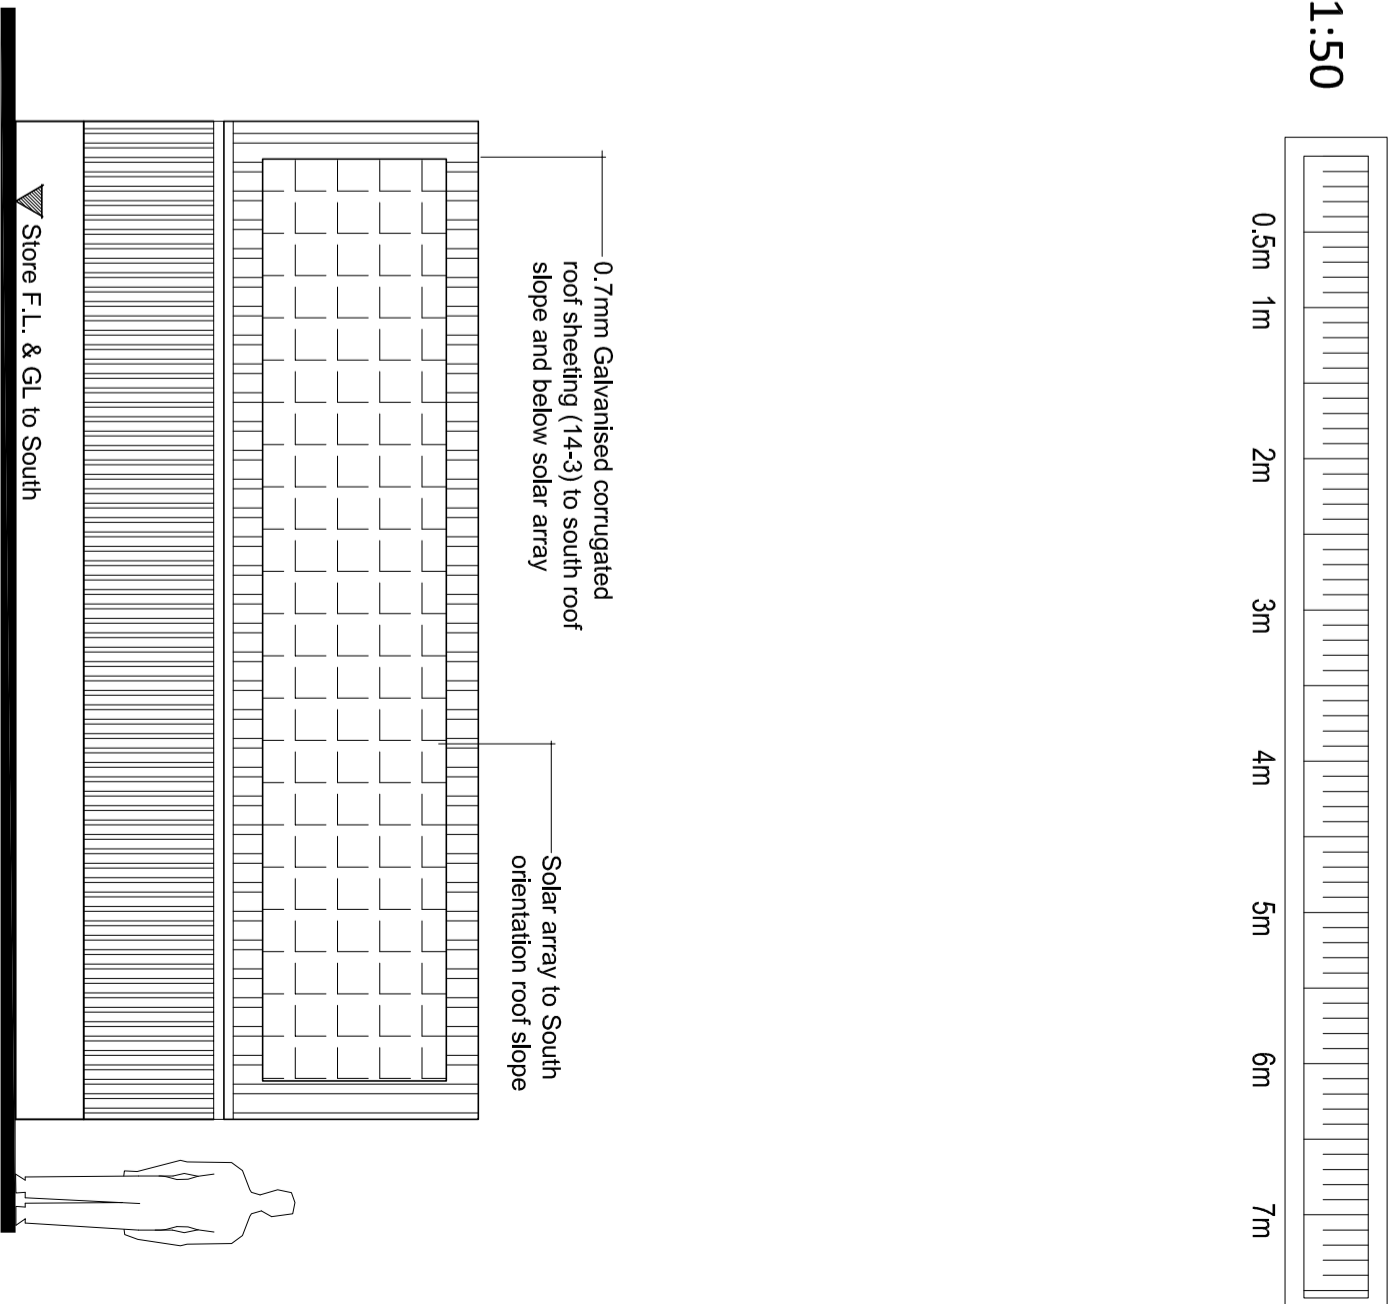 1:50
0.5m
1m
2m
3m
4m
5m
6m
7m
0.7mm Galvanised corrugated
roof sheeting (14-3) to south roof
slope and below solar array
Solar array to South
orientation roof slope
Store F.L. & GL to South